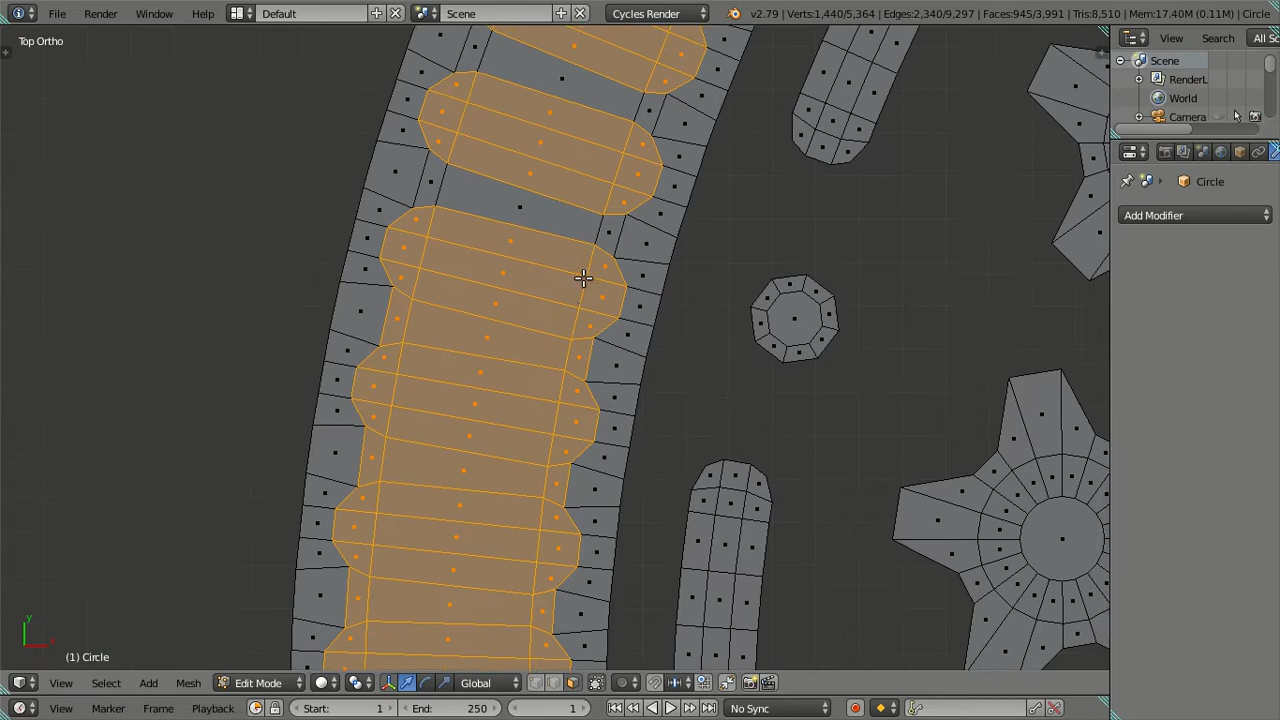 File Render Window Help Default Scene Cycles Render v2.79 | Verts:1,440/5,364 | Edges:2,340/9,297 | Faces:945/3,991 | Tris:8,510 | Mem:17.40M (0.11M) | Circle
Top Ortho
View Search All Sc
Scene
RenderL
World
Camera
Circle
Add Modifier
y
x
(1) Circle
View Select Add Mesh Edit Mode Global
View Marker Frame Playback Start: 1 End: 250 1 No Sync